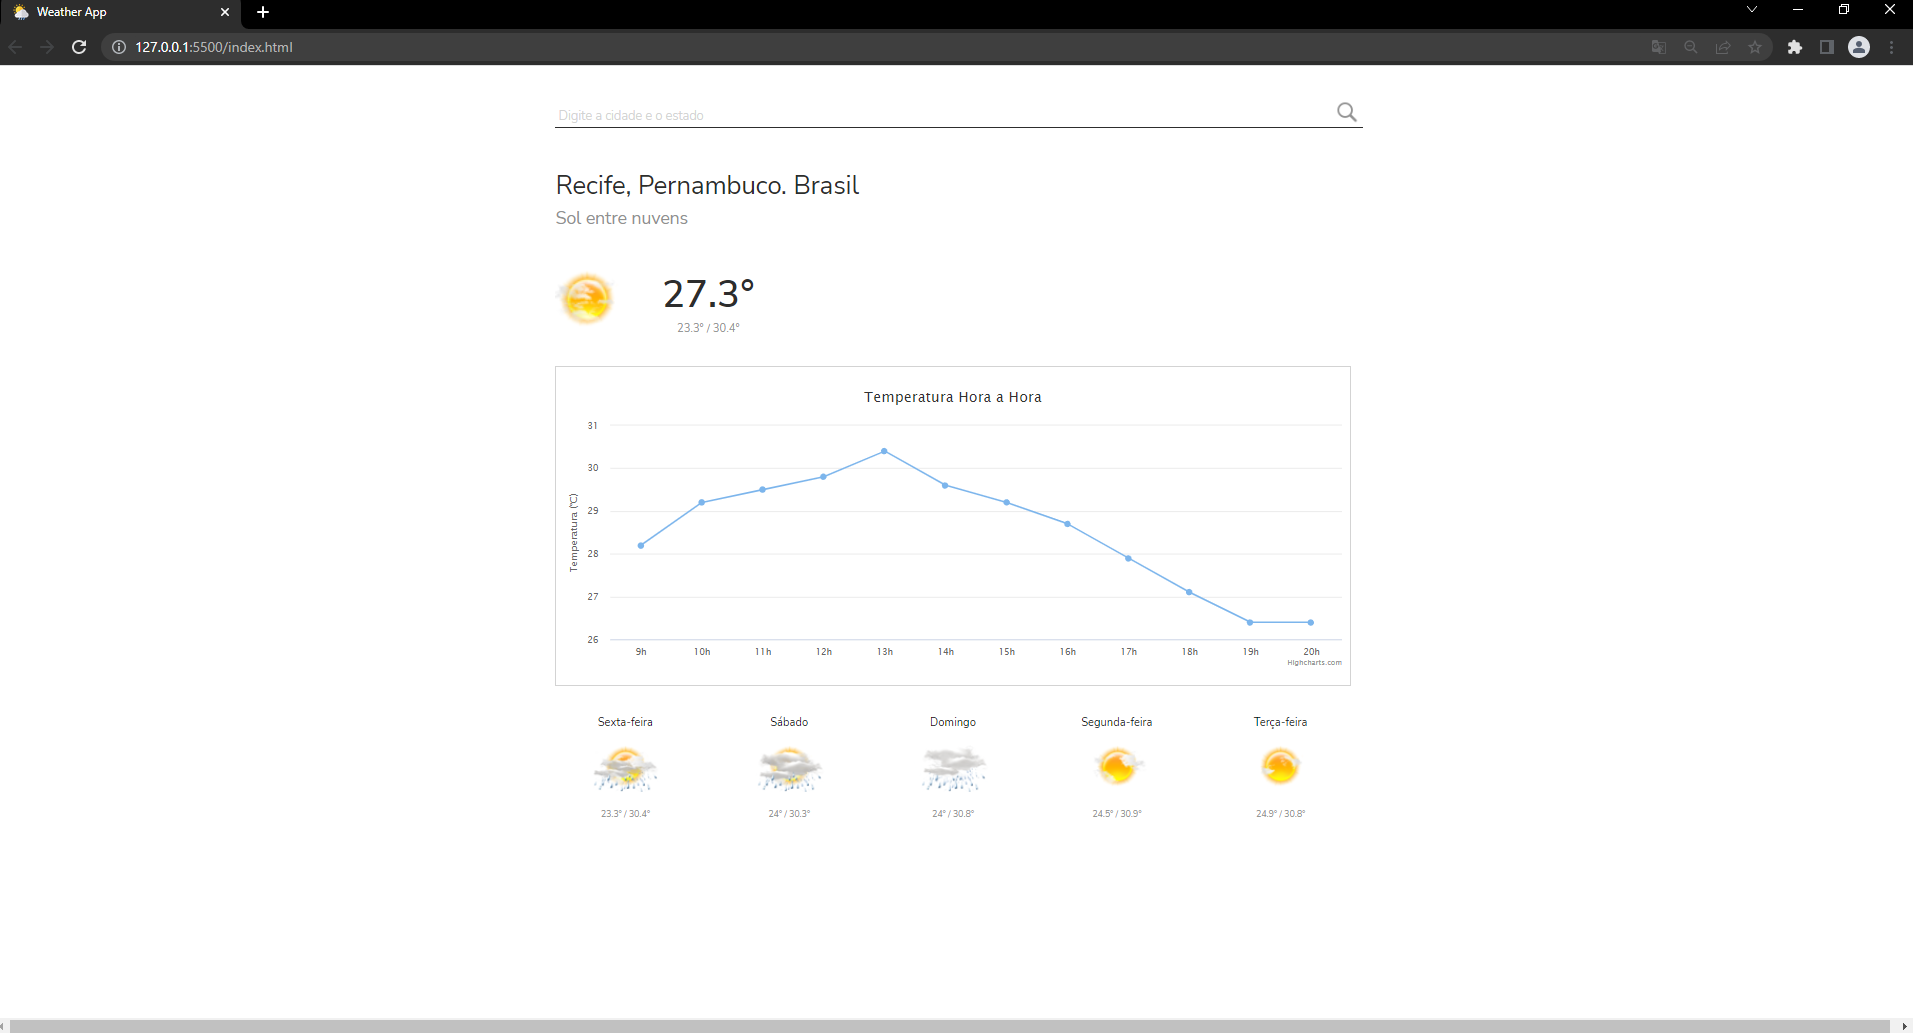 Weather App
127.0.0.1:5500/index.html
Digite a cidade e o estado
Recife, Pernambuco. Brasil
Sol entre nuvens
27.3°
23.3° / 30.4°
Temperatura Hora a Hora
Temperatura (℃)
31
30
29
28
27
26
9h 10h 11h 12h 13h 14h 15h 16h 17h 18h 19h 20h
Highcharts.com
Sexta-feira Sábado Domingo Segunda-feira Terça-feira
23.3° / 30.4° 24° / 30.3° 24° / 30.8° 24.5° / 30.9° 24.9° / 30.8°